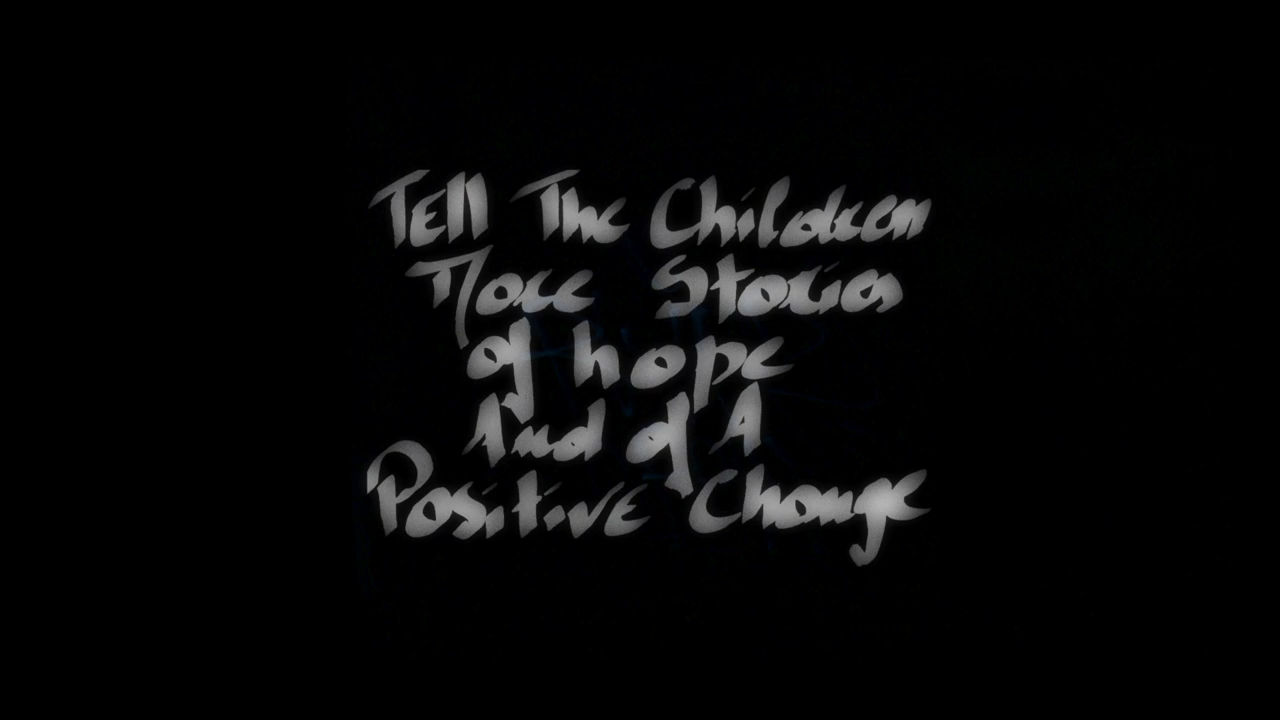 Tell The Children
More Stories
of hope
And of A
Positive Change